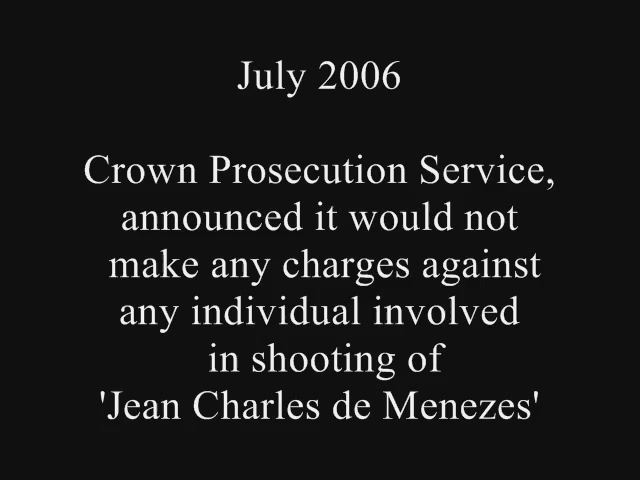 July 2006
Crown Prosecution Service,
announced it would not
make any charges against
any individual involved
in shooting of
'Jean Charles de Menezes'